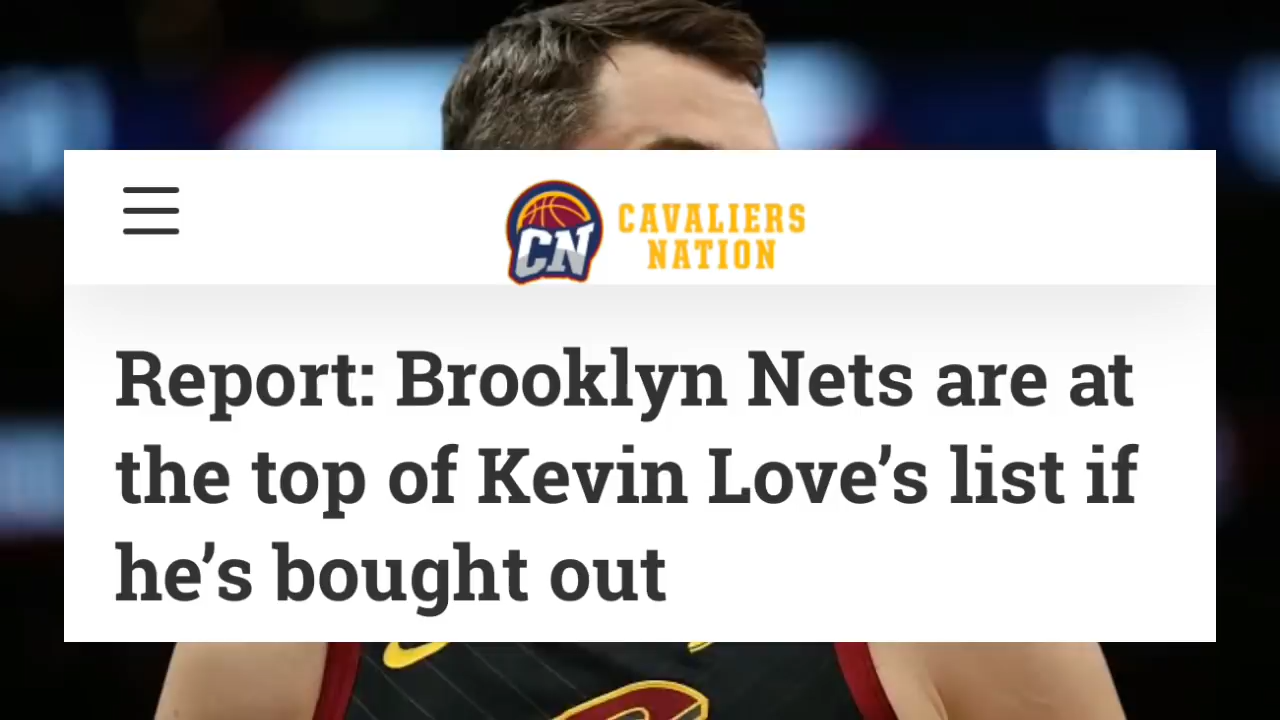 CN
CAVALIERS
NATION
Report: Brooklyn Nets are at
the top of Kevin Love’s list if
he’s bought out